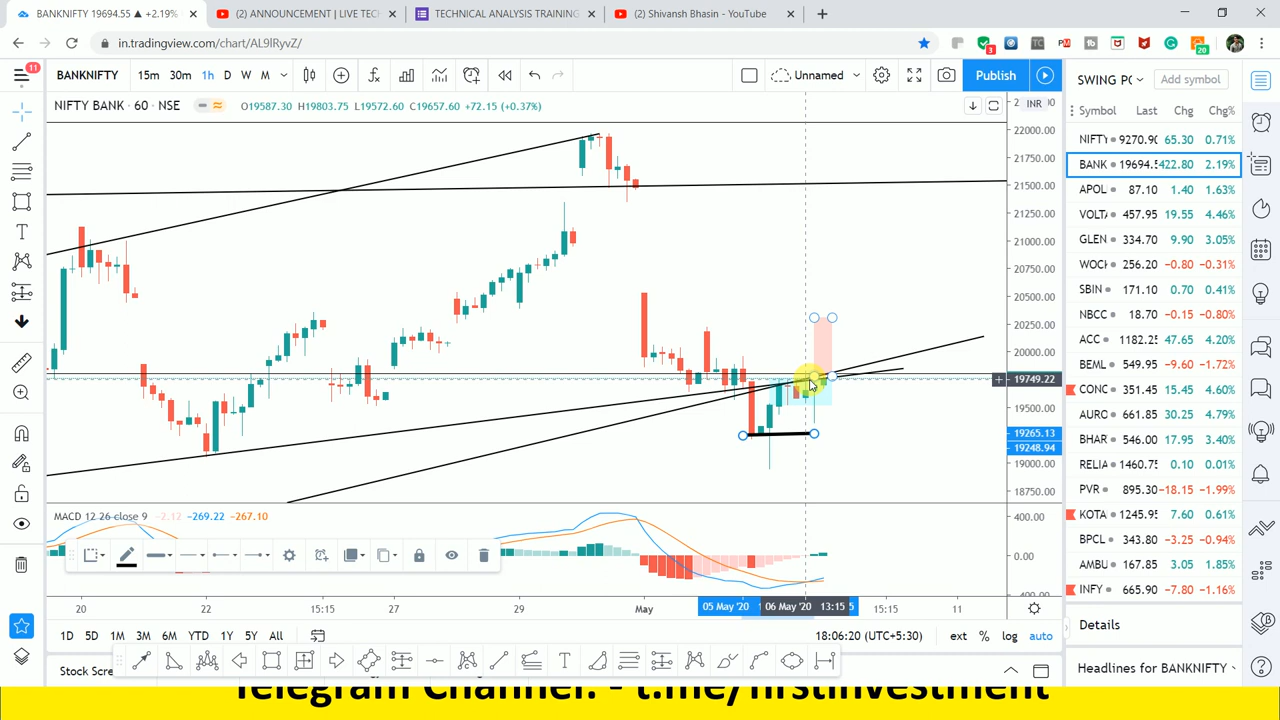 BANKNIFTY 19694.55 ▲ +2.19%
(2) ANNOUNCEMENT | LIVE TEC
TECHNICAL ANALYSIS TRAINING
(2) Shivansh Bhasin - YouTube
in.tradingview.com/chart/AL9lRyvZ/
11
BANKNIFTY 15m 30m 1h D W M
Unnamed
Publish
SWING PC
Add symbol
NIFTY BANK · 60 · NSE O19587.30 H19803.75 L19572.60 C19657.60 +72.15 (+0.37%)
INR
Symbol Last Chg Chg%
NIFTY 9270.90 65.30 0.71%
BANK 19694.5 422.80 2.19%
APOL 87.10 1.40 1.63%
VOLTA 457.95 19.55 4.46%
GLEN 334.70 9.90 3.05%
WOCH 256.20 -0.80 -0.31%
SBIN 171.10 0.70 0.41%
NBCC 18.70 -0.15 -0.80%
ACC 1182.25 47.65 4.20%
BEML 549.51 -9.60 -1.72%
CONC 351.45 15.45 4.60%
AURO 661.85 30.25 4.79%
BHAR 546.00 17.95 3.40%
RELIA 1460.75 0.10 0.01%
PVR 895.30 -18.15 -1.99%
KOTA 1245.95 7.60 0.61%
BPCL 343.80 -3.25 -0.94%
AMBU 167.85 3.05 1.85%
INFY 665.90 -7.80 -1.16%
22000.00
21750.00
21500.00
21250.00
21000.00
20750.00
20500.00
20250.00
20000.00
19749.22
19500.00
19265.13
19248.94
19000.00
18750.00
MACD 12 26 close 9 -2.12 -269.22 -267.10
400.00
0.00
20 22 15:15 27 29 May 05 May '20 06 May '20 13:15 15:15 11
1D 5D 1M 3M 6M YTD 1Y 5Y All
18:06:20 (UTC+5:30) ext % log auto
Details
Stock Scre
Headlines for BANKNIFTY
Telegram Channel: - t.me/firstinvestment